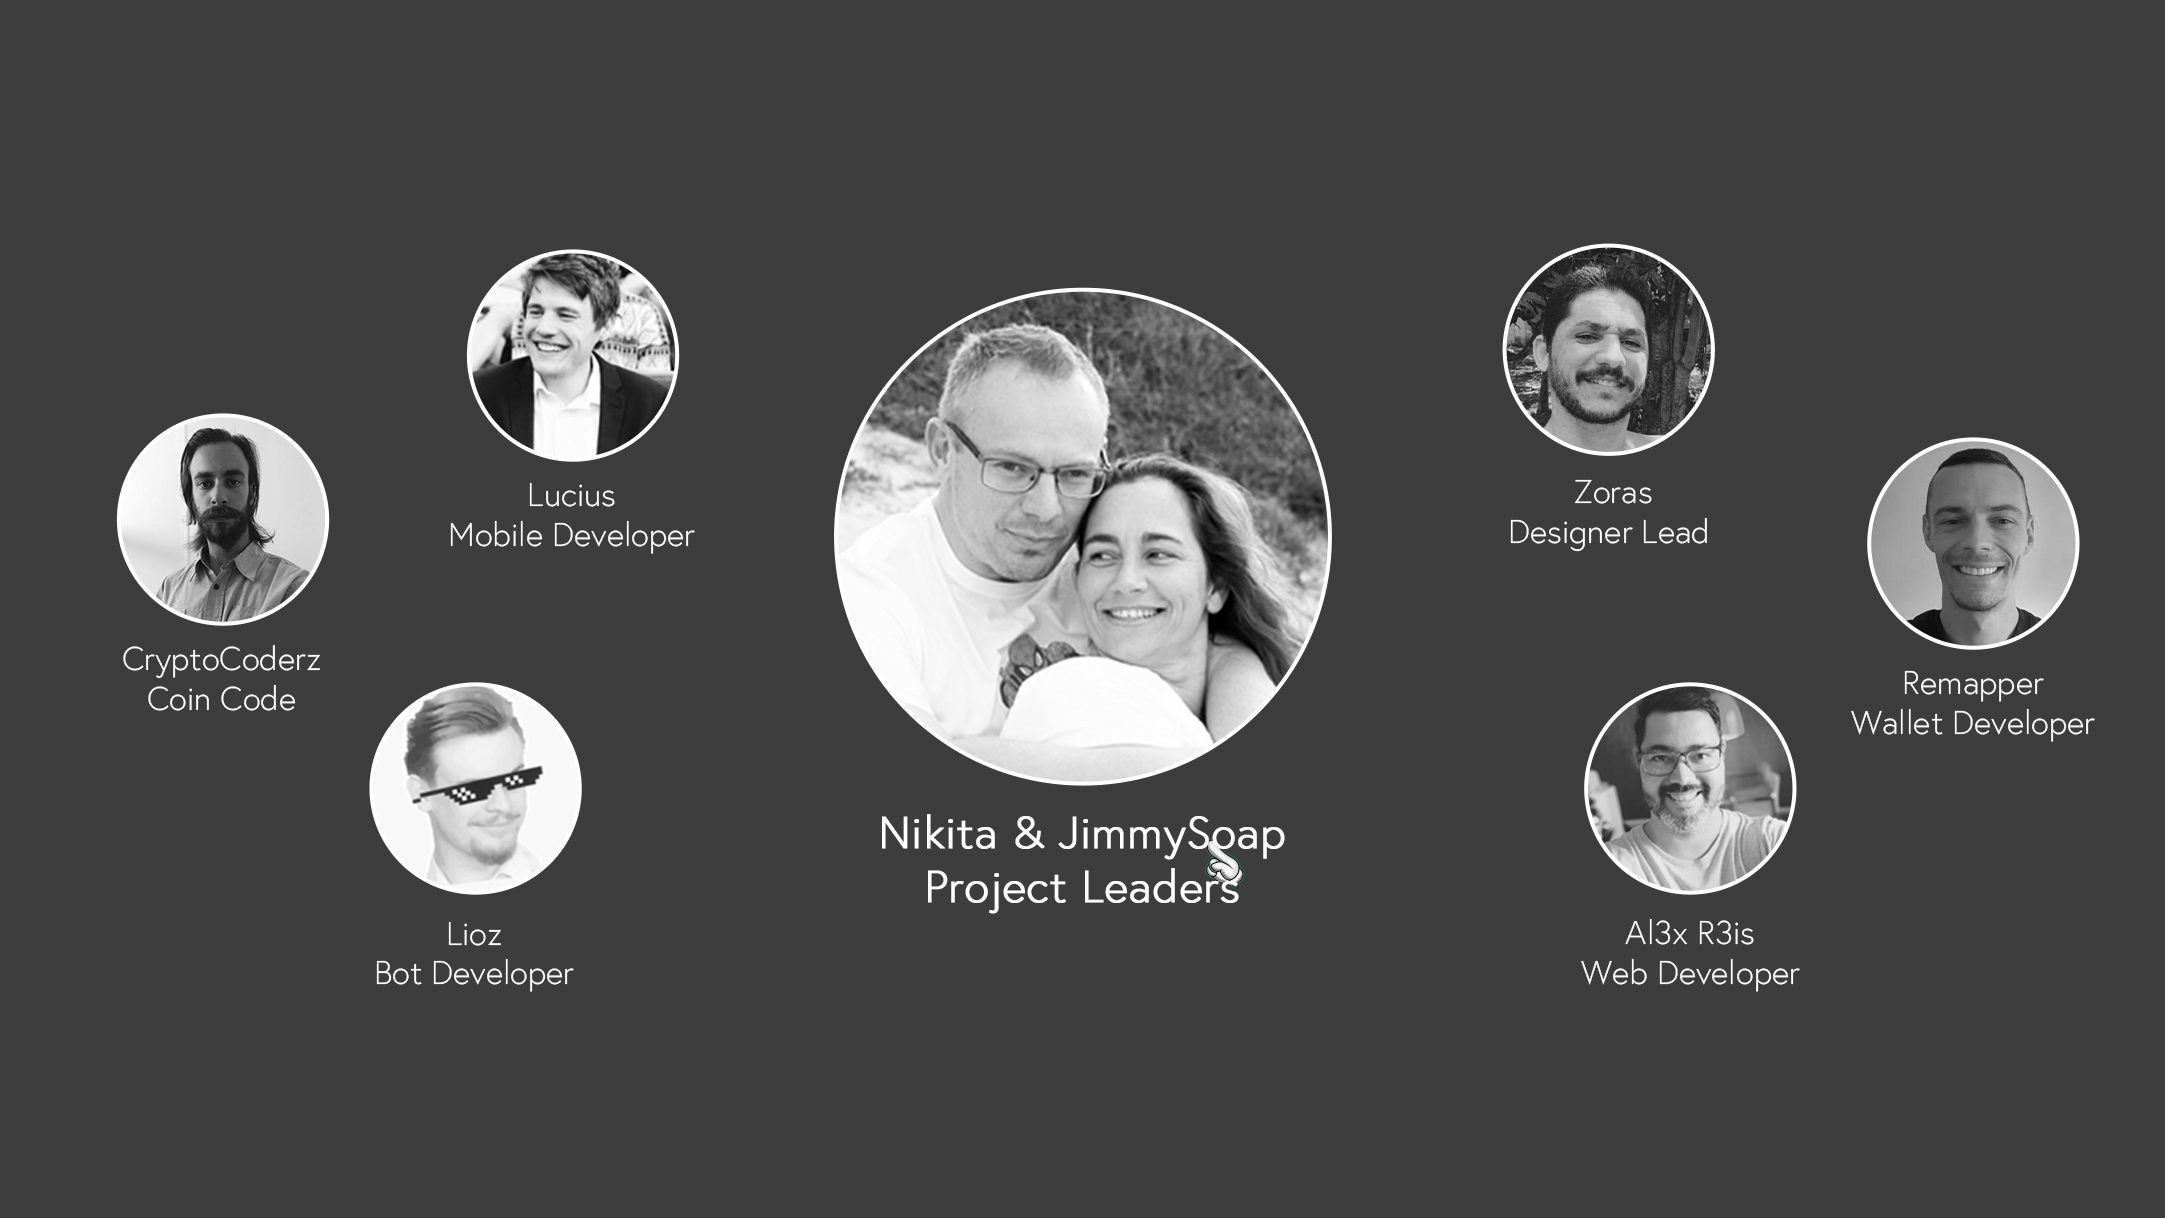 Lucius
Mobile Developer
Zoras
Designer Lead
CryptoCoderz
Coin Code
Remapper
Wallet Developer
Nikita & JimmySoap
Project Leaders
Lioz
Bot Developer
Al3x R3is
Web Developer